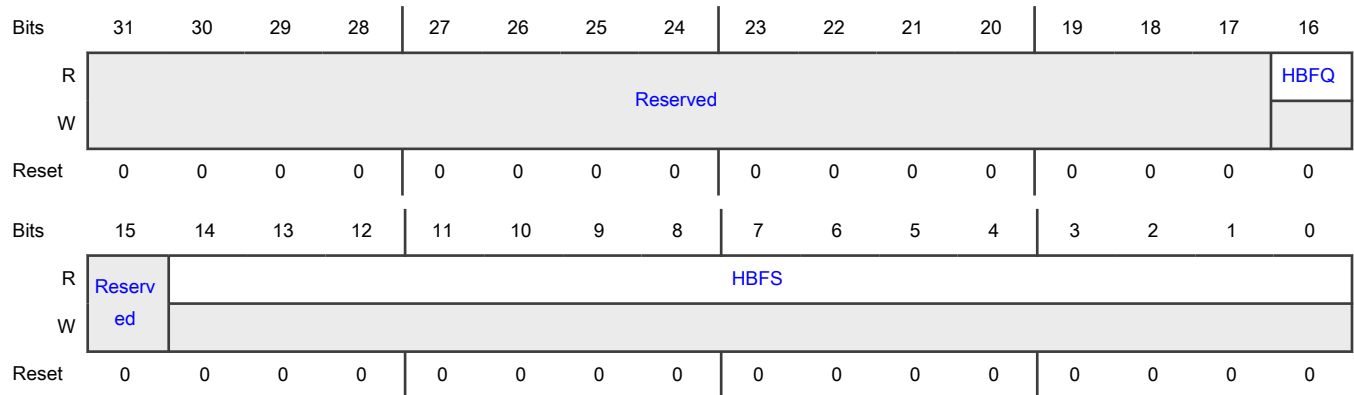 Bits 31 30 29 28 27 26 25 24 23 22 21 20 19 18 17 16
R HBFQ
Reserved
W
Reset 0 0 0 0 0 0 0 0 0 0 0 0 0 0 0 0
Bits 15 14 13 12 11 10 9 8 7 6 5 4 3 2 1 0
R Reserv HBFS
W ed
Reset 0 0 0 0 0 0 0 0 0 0 0 0 0 0 0 0